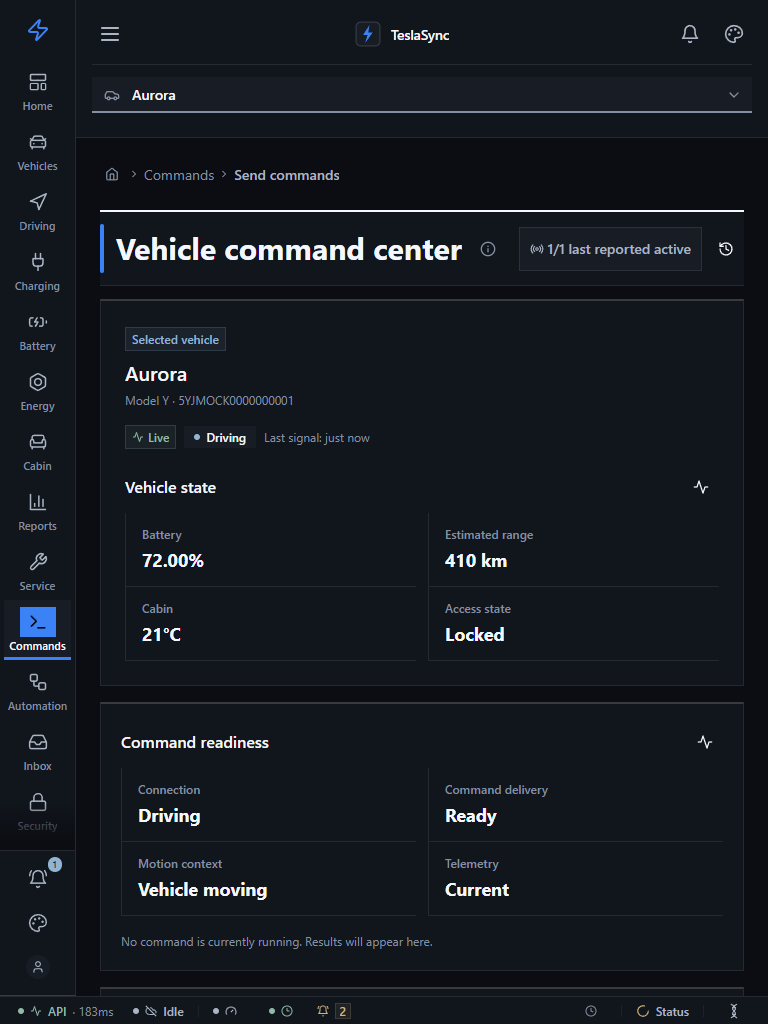 TeslaSync
Aurora
Home
Vehicles
Driving
Charging
Battery
Energy
Cabin
Reports
Service
Commands
Automation
Inbox
Security
1
Commands
Send commands
Vehicle command center
1/1 last reported active
Selected vehicle
Aurora
Model Y · 5YJMOCK0000000001
Live
Driving
Last signal: just now
Vehicle state
Battery
72.00%
Estimated range
410 km
Cabin
21°C
Access state
Locked
Command readiness
Connection
Driving
Command delivery
Ready
Motion context
Vehicle moving
Telemetry
Current
No command is currently running. Results will appear here.
API · 183ms
Idle
2
Status